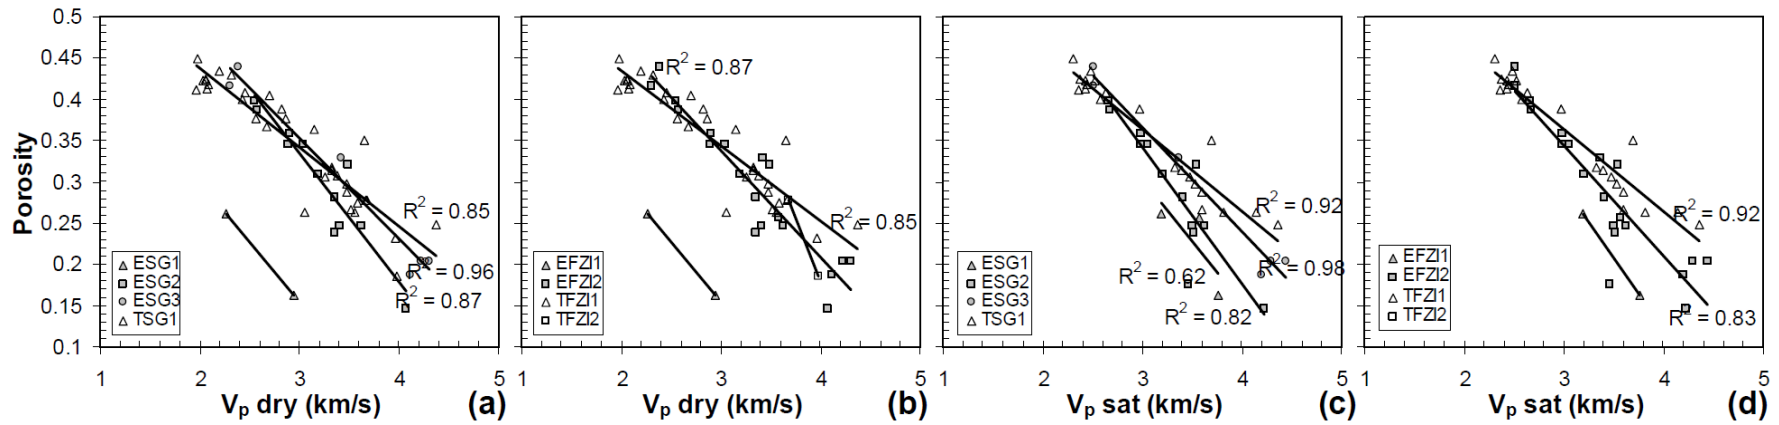 Porosity
0.5
0.45
0.4
0.35
0.3
0.25
0.2
0.15
0.1
R² = 0.85
R² = 0.96
R² = 0.87
ESG1
ESG2
ESG3
TSG1
1 2 3 4 5
Vₚ dry (km/s) (a)
R² = 0.87
R² = 0.85
EFZI1
EFZI2
TFZI1
TFZI2
1 2 3 4 5
Vₚ dry (km/s) (b)
R² = 0.92
R² = 0.98
R² = 0.62
R² = 0.82
ESG1
ESG2
ESG3
TSG1
1 2 3 4 5
Vₚ sat (km/s) (c)
R² = 0.92
R² = 0.83
EFZI1
EFZI2
TFZI1
TFZI2
1 2 3 4 5
Vₚ sat (km/s) (d)